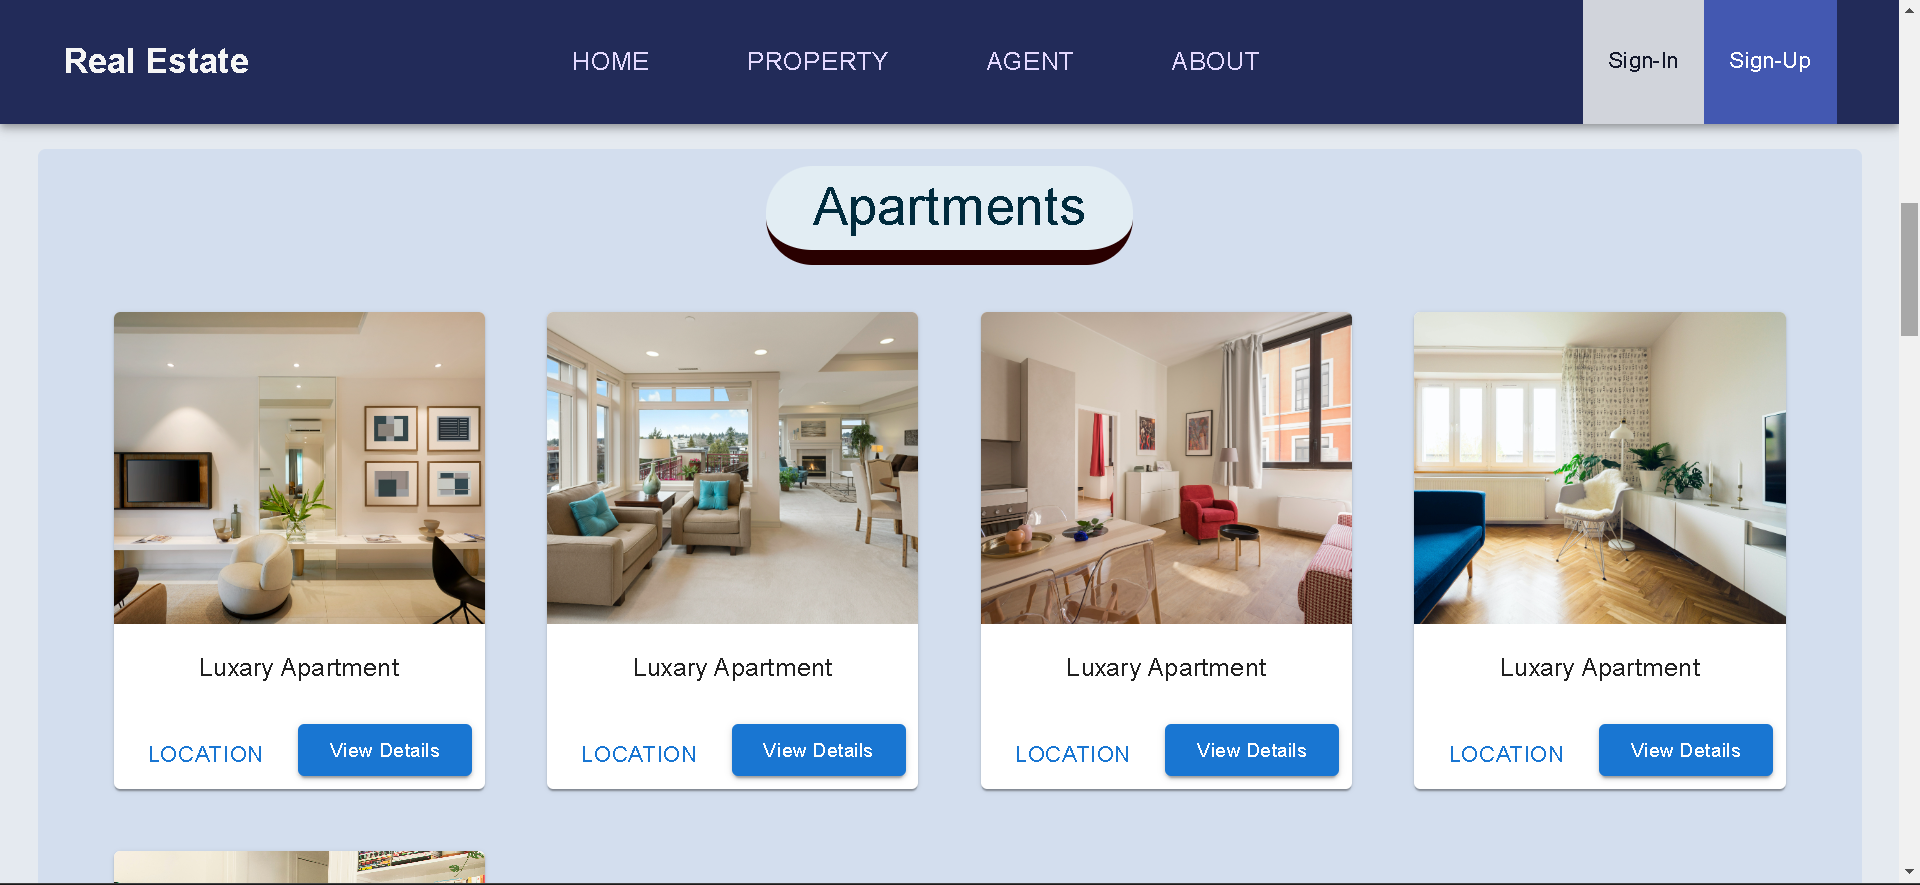 Real Estate
HOME
PROPERTY
AGENT
ABOUT
Sign-In
Sign-Up
Apartments
Luxary Apartment
LOCATION
View Details
Luxary Apartment
LOCATION
View Details
Luxary Apartment
LOCATION
View Details
Luxary Apartment
LOCATION
View Details